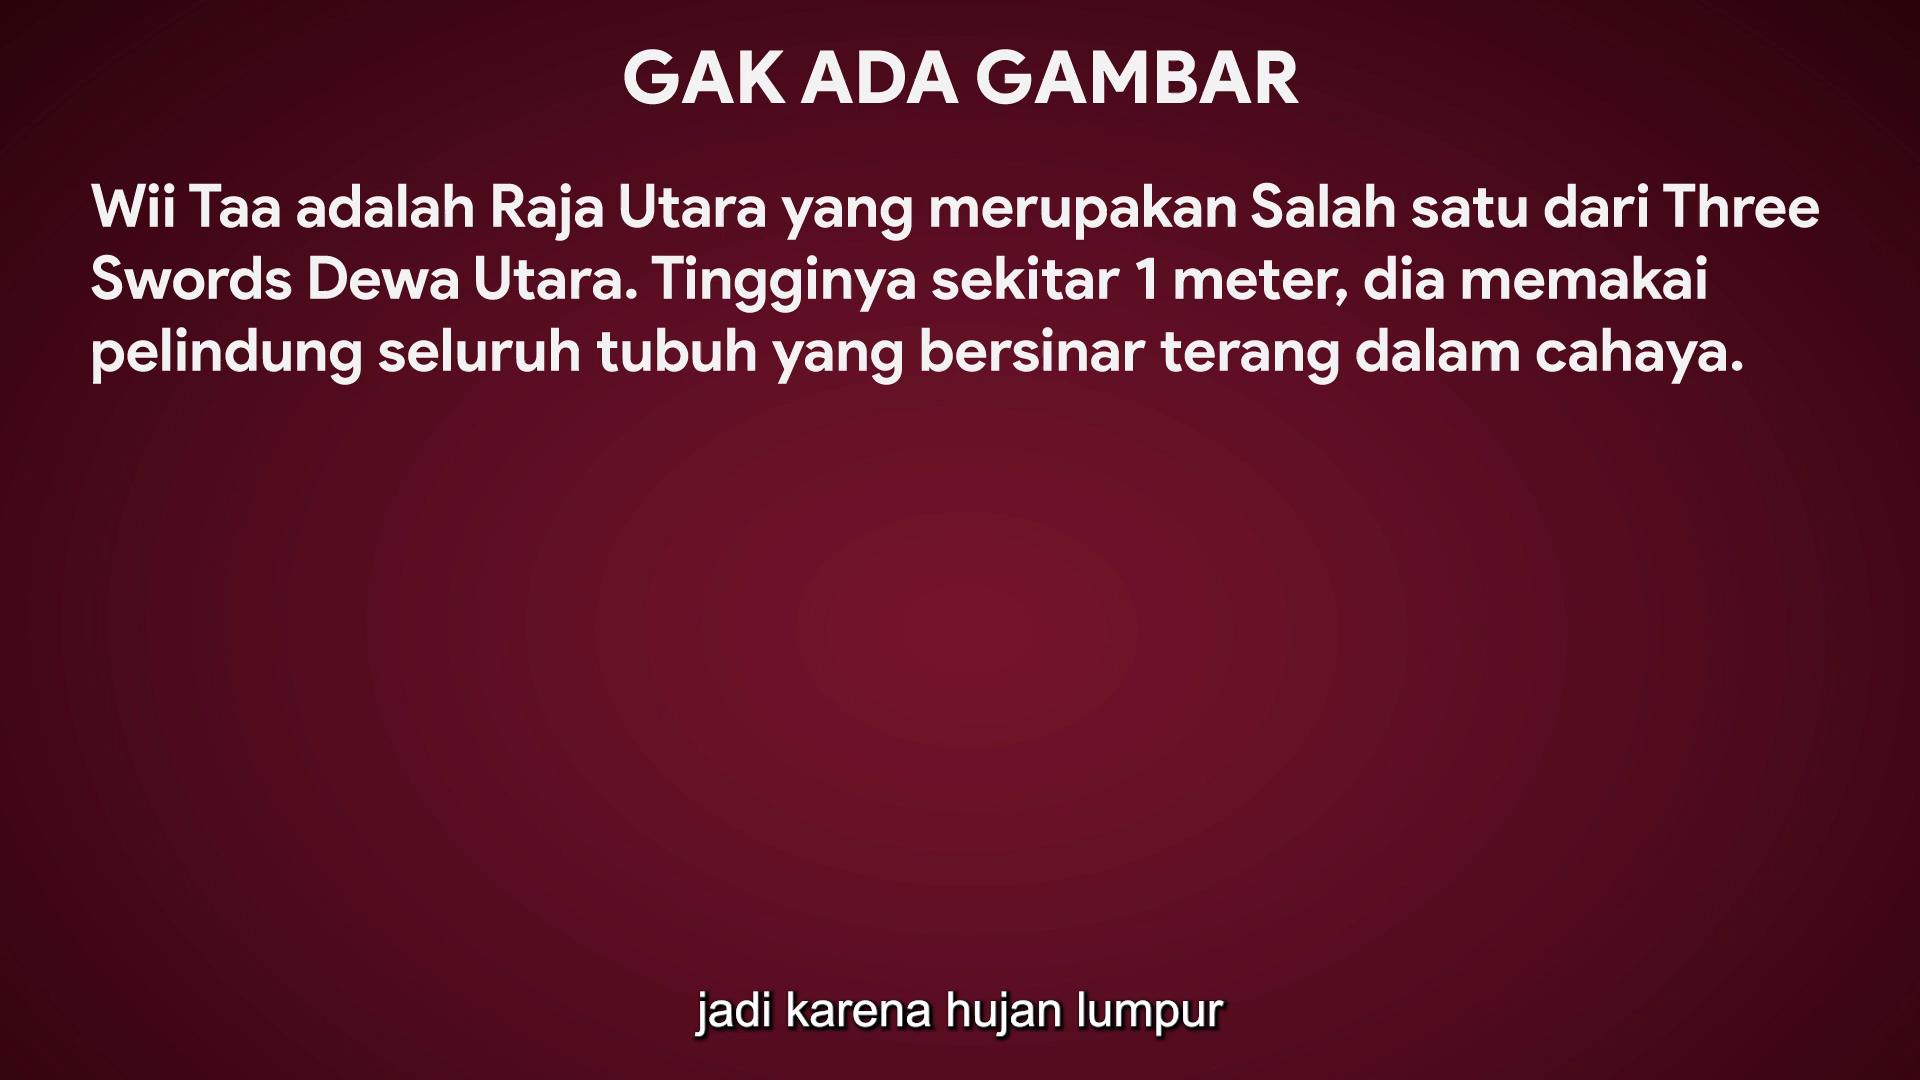 GAK ADA GAMBAR
Wii Taa adalah Raja Utara yang merupakan Salah satu dari Three
Swords Dewa Utara. Tingginya sekitar 1 meter, dia memakai
pelindung seluruh tubuh yang bersinar terang dalam cahaya.
jadi karena hujan lumpur